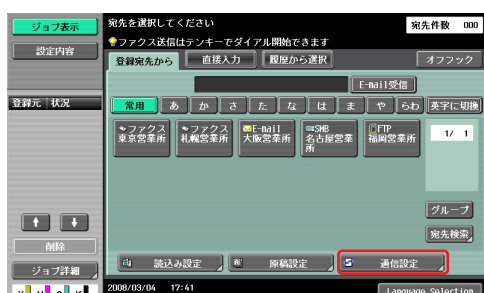 ジョブ表示
宛先を選択してください
宛先件数 000
ファクス送信はテンキーでダイアル開始できます
設定内容
登録宛先から
直接入力
履歴から選択
オフフック
E-mail受信
登録元 状況
常用 あ か さ た な は ま や らわ 英字に切換
ファクス
東京営業所
ファクス
札幌営業所
E-mail
大阪営業所
SMB
名古屋営業
所
FTP
福岡営業所
1/ 1
グループ
宛先検索
削除
ジョブ詳細
読込み設定
原稿設定
通信設定
2008/03/04 17:41
Language Selection